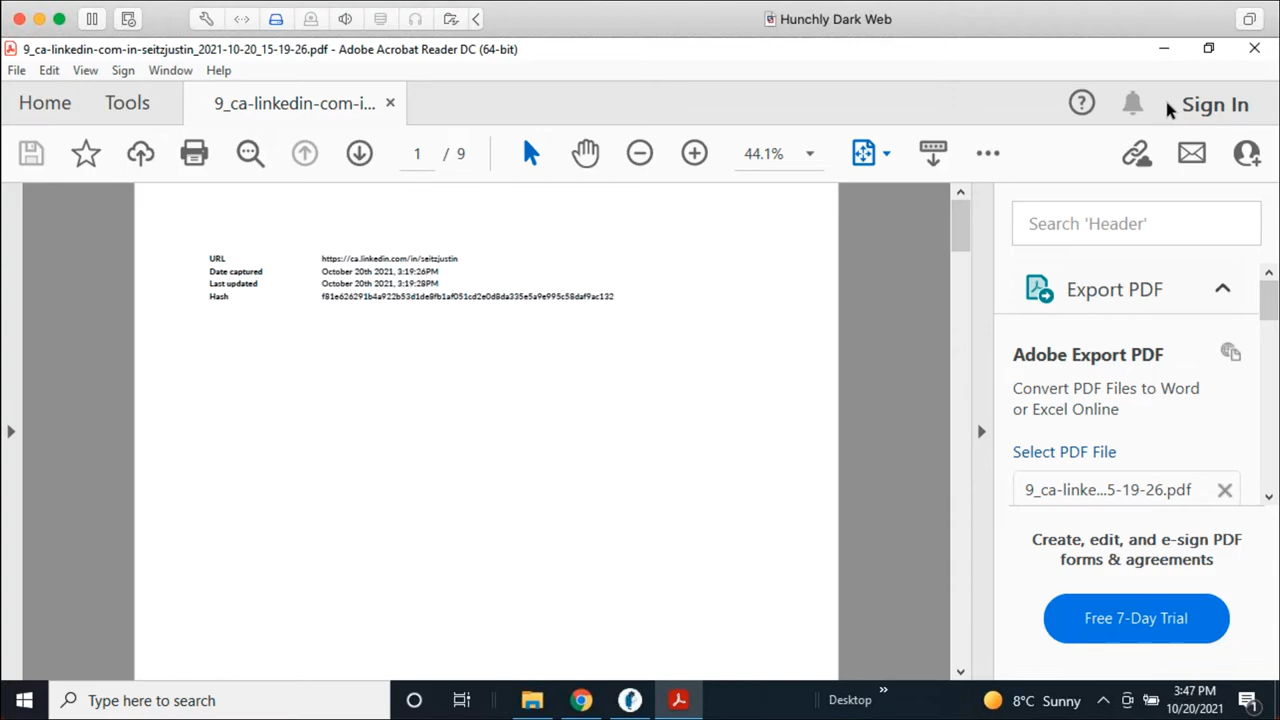 Hunchly Dark Web
9_ca-linkedin-com-in-seitzjustin_2021-10-20_15-19-26.pdf - Adobe Acrobat Reader DC (64-bit)
File Edit View Sign Window Help
Home Tools 9_ca-linkedin-com-i... Sign In
1 / 9 44.1%
URL https://ca.linkedin.com/in/seitzjustin
Date captured October 20th 2021, 3:19:26PM
Last updated October 20th 2021, 3:19:28PM
Hash f81e626291b4a922b53d1de8fb1af051cd2e0d8da335e5a9e995c58daf9ac132
Search 'Header'
Export PDF
Adobe Export PDF
Convert PDF Files to Word
or Excel Online
Select PDF File
9_ca-linke...5-19-26.pdf
Create, edit, and e-sign PDF
forms & agreements
Free 7-Day Trial
Type here to search
Desktop
8°C Sunny
3:47 PM
10/20/2021
1